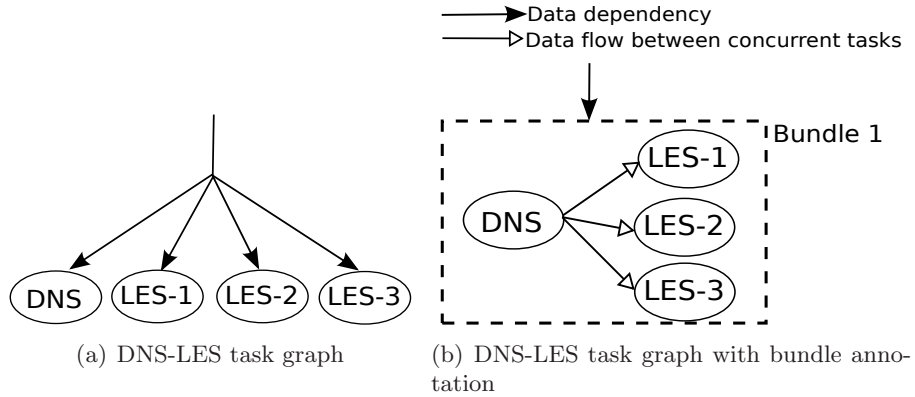 Data dependency
Data flow between concurrent tasks
Bundle 1
DNS
LES-1
LES-2
LES-3
DNS
LES-1
LES-2
LES-3
(a) DNS-LES task graph
(b) DNS-LES task graph with bundle anno-
tation